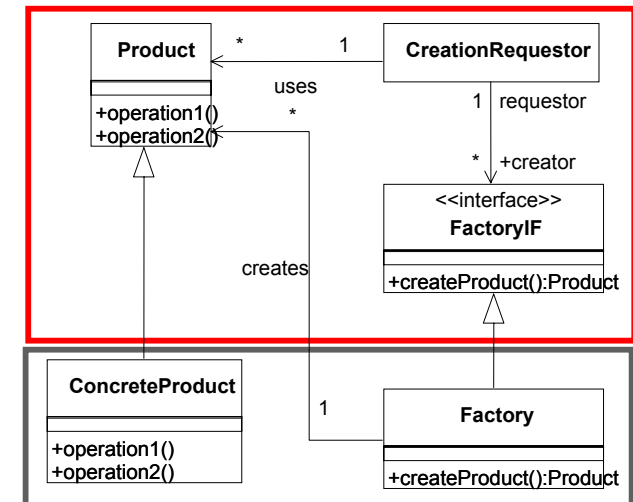 Product
+operation1()
+operation2()
*
1
uses
*
CreationRequestor
1 requestor
* +creator
<<interface>>
FactoryIF
+createProduct():Product
creates
1
ConcreteProduct
+operation1()
+operation2()
Factory
+createProduct():Product